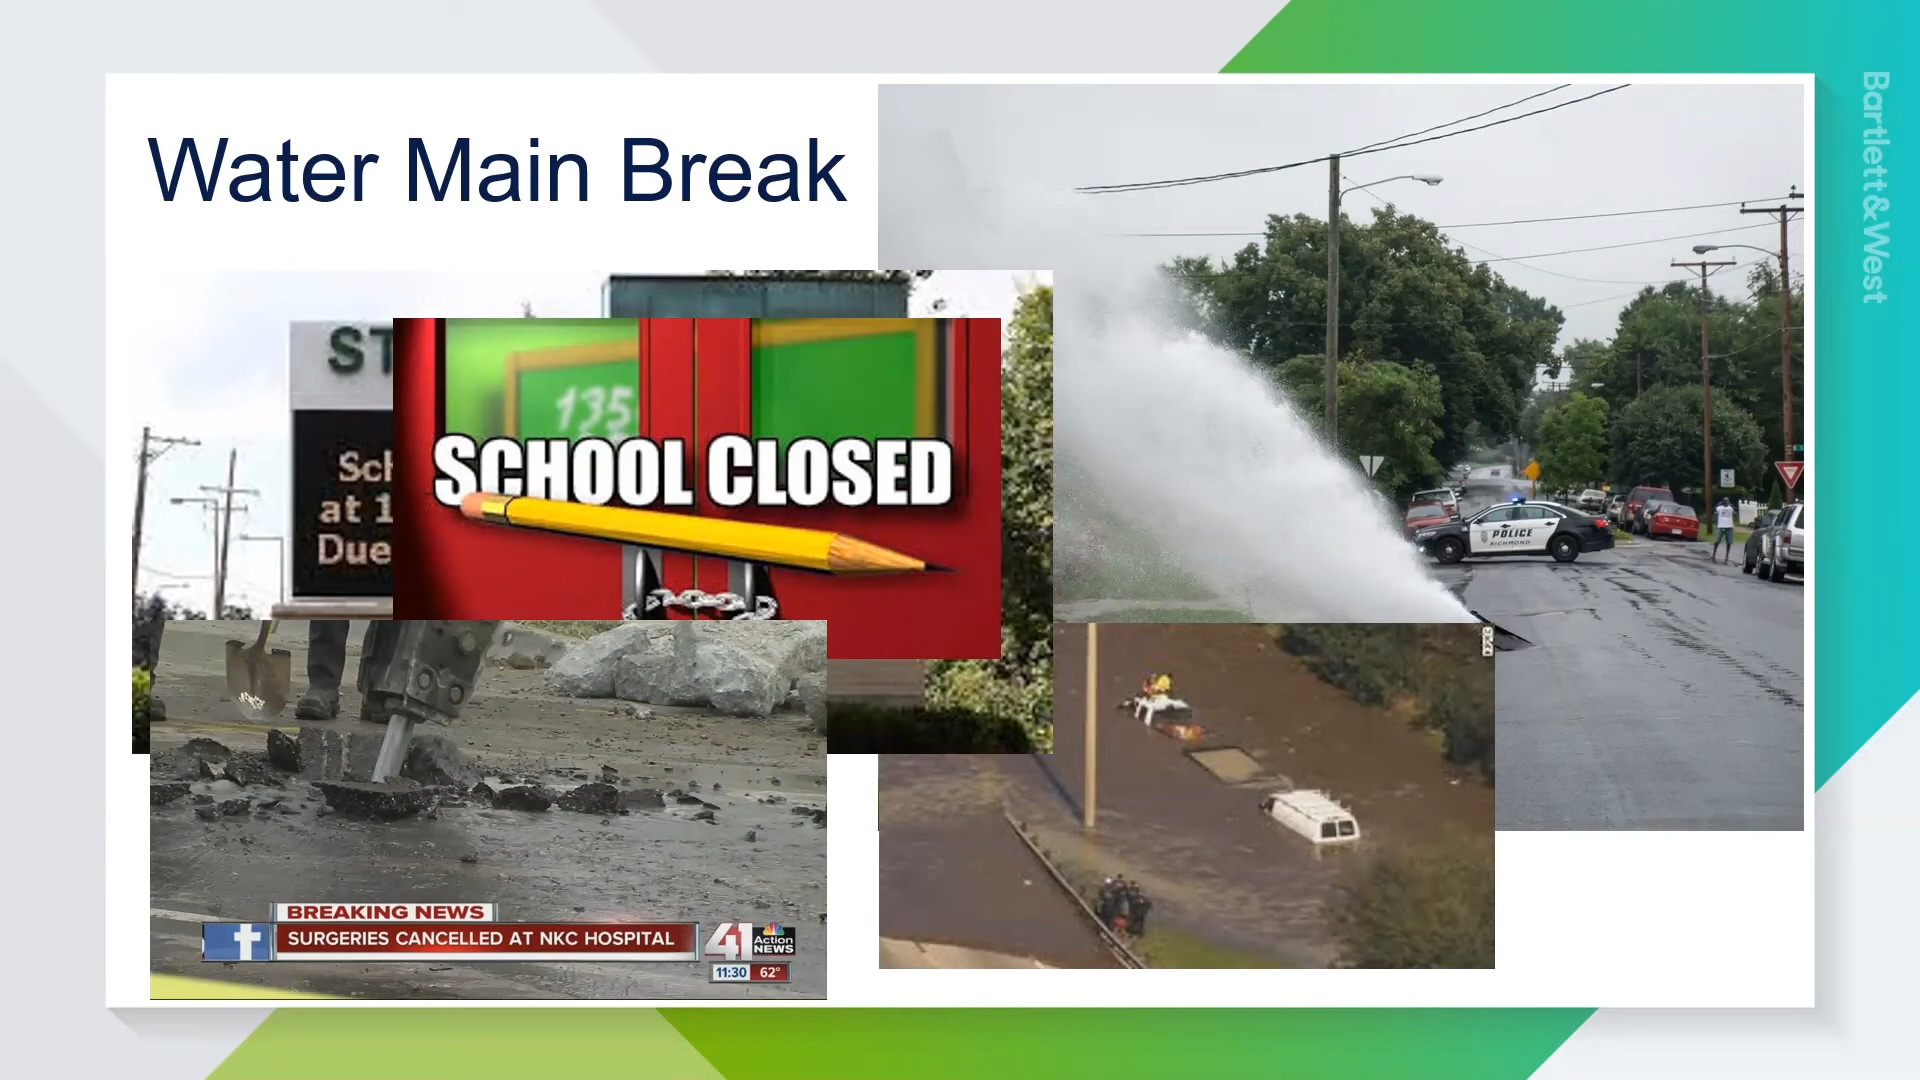 Water Main Break
Bartlett&West
ST
Sch
at 1
Due
135
SCHOOL CLOSED
POLICE
RICHMOND
BREAKING NEWS
SURGERIES CANCELLED AT NKC HOSPITAL
41
Action
NEWS
11:30 62°